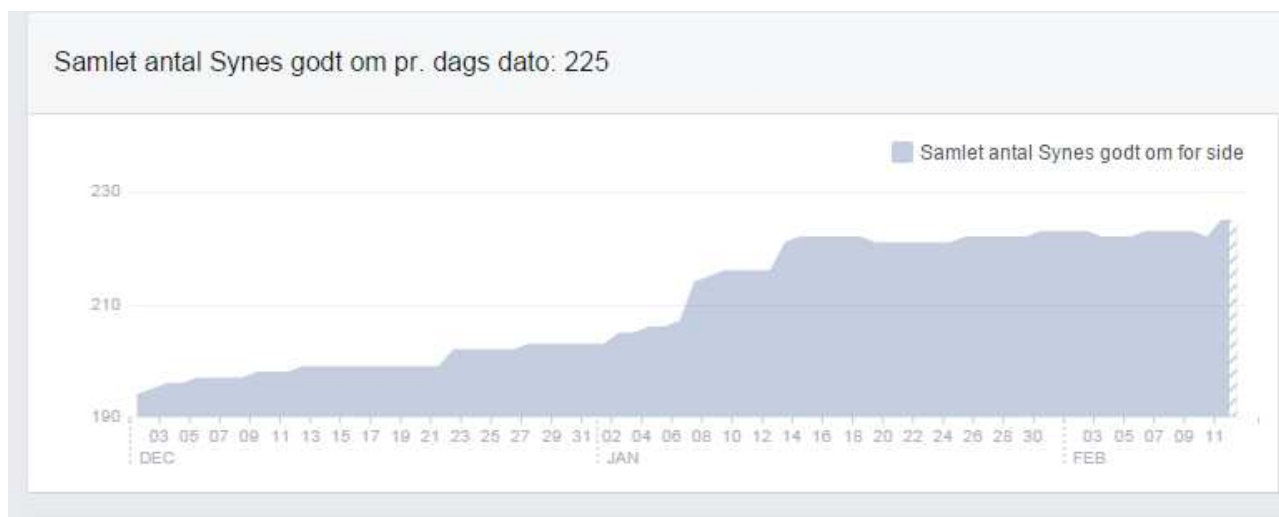 Samlet antal Synes godt om pr. dags dato: 225
Samlet antal Synes godt om for side
230
210
190
03 05 07 09 11 13 15 17 19 21 23 25 27 29 31 02 04 06 08 10 12 14 16 18 20 22 24 26 28 30 03 05 07 09 11
DEC JAN FEB